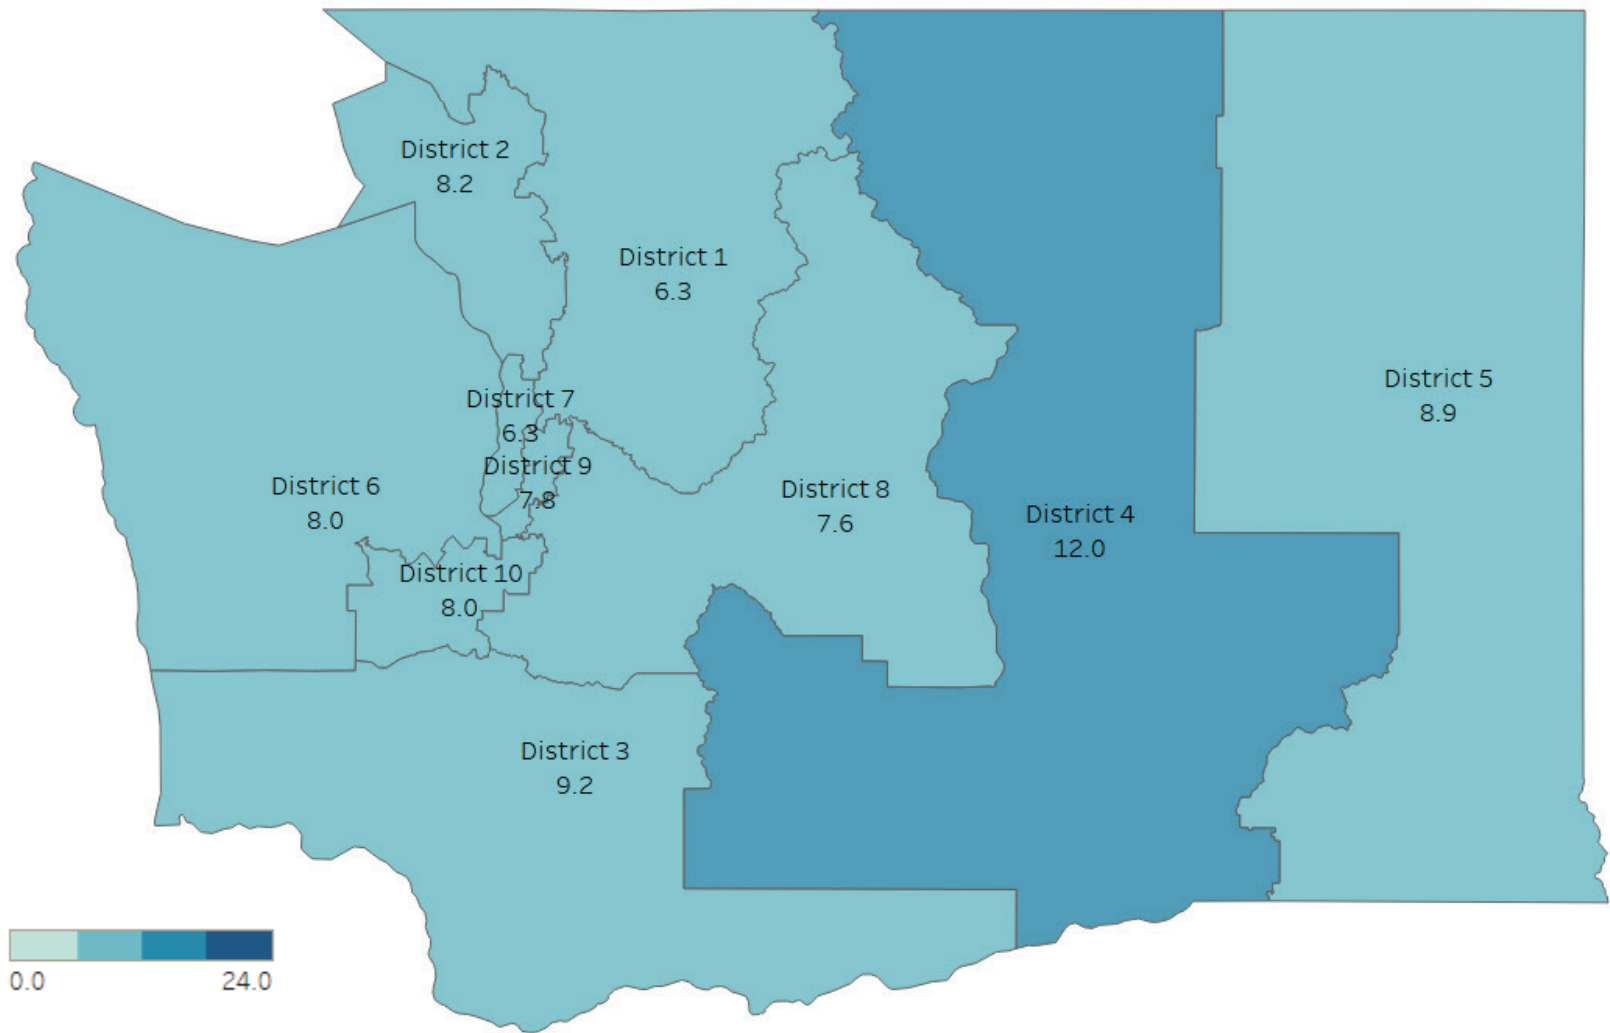 District 2
8.2
District 1
6.3
District 5
8.9
District 7
6.3
District 9
7.8
District 6
8.0
District 8
7.6
District 4
12.0
District 10
8.0
District 3
9.2
0.0
24.0